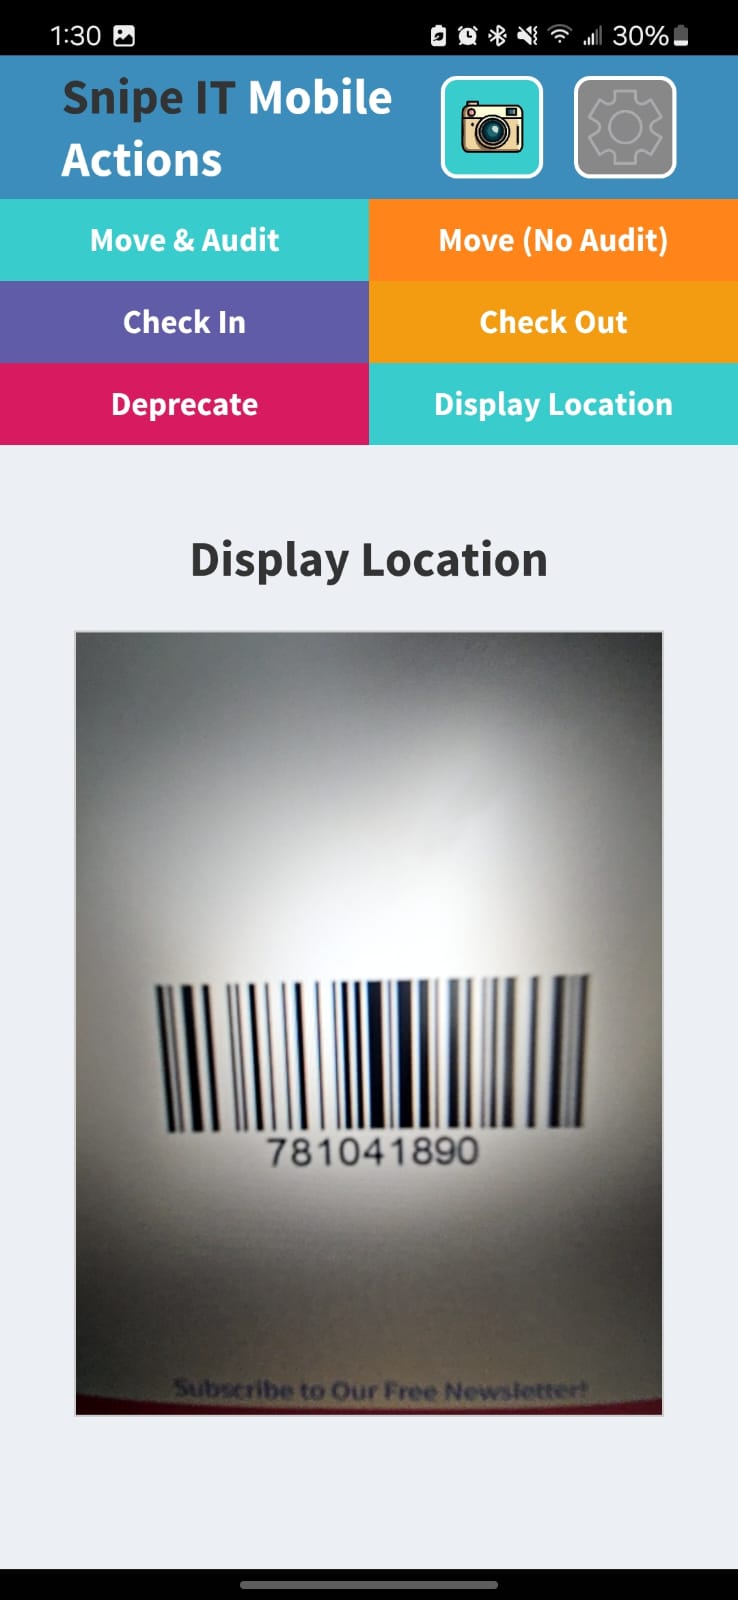 1:30
30%
Snipe IT Mobile
Actions
Move & Audit
Move (No Audit)
Check In
Check Out
Deprecate
Display Location
Display Location
781041890
Subscribe to Our Free Newsletter!